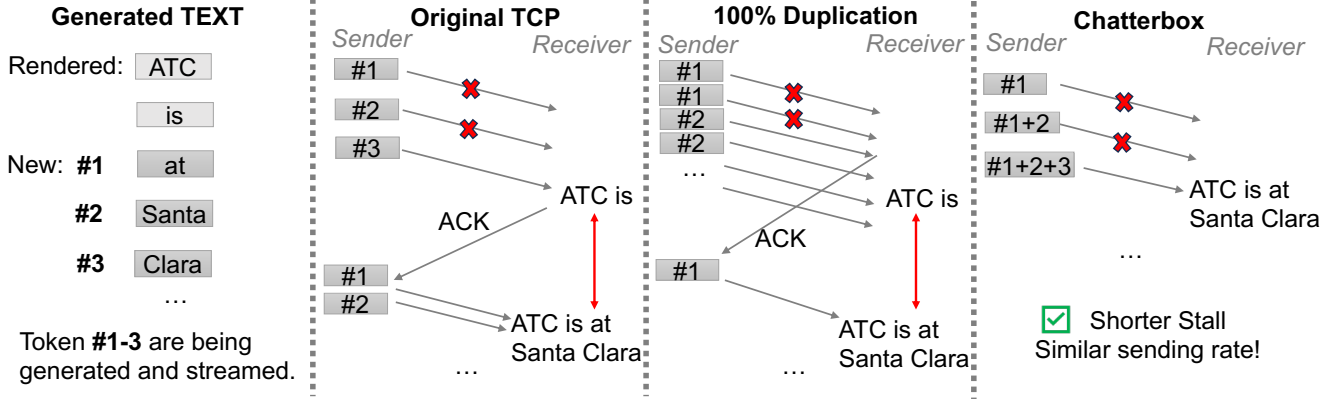 Generated TEXT
Rendered: ATC
is
New: #1 at
#2 Santa
#3 Clara
…
Token #1-3 are being
generated and streamed.
Original TCP
Sender Receiver
#1
#2
#3
ATC is
ACK
#1
#2
ATC is at
Santa Clara
…
100% Duplication
Sender Receiver
#1
#1
#2
#2
…
ATC is
ACK
#1
ATC is at
Santa Clara
…
Chatterbox
Sender Receiver
#1
#1+2
#1+2+3
ATC is at
Santa Clara
…
Shorter Stall
Similar sending rate!